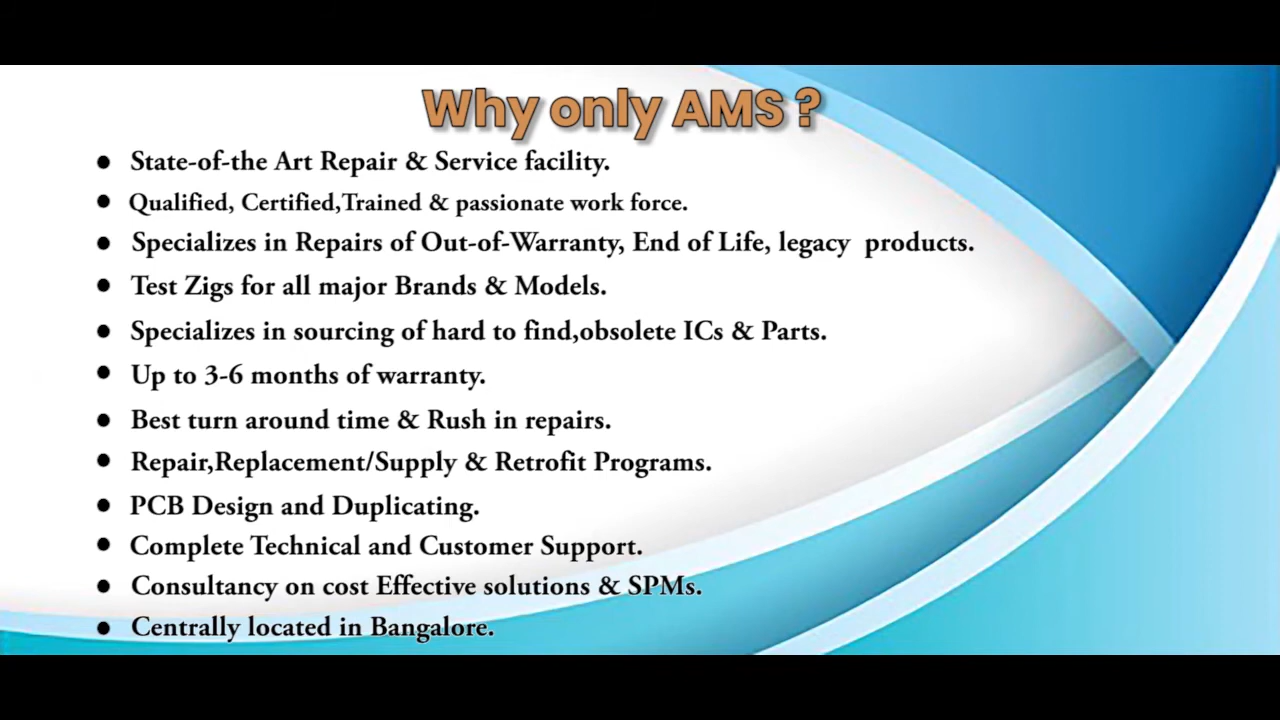 Why only AMS ?
● State-of-the Art Repair & Service facility.
● Qualified, Certified,Trained & passionate work force.
● Specializes in Repairs of Out-of-Warranty, End of Life, legacy products.
● Test Zigs for all major Brands & Models.
● Specializes in sourcing of hard to find,obsolete ICs & Parts.
● Up to 3-6 months of warranty.
● Best turn around time & Rush in repairs.
● Repair,Replacement/Supply & Retrofit Programs.
● PCB Design and Duplicating.
● Complete Technical and Customer Support.
● Consultancy on cost Effective solutions & SPMs.
● Centrally located in Bangalore.